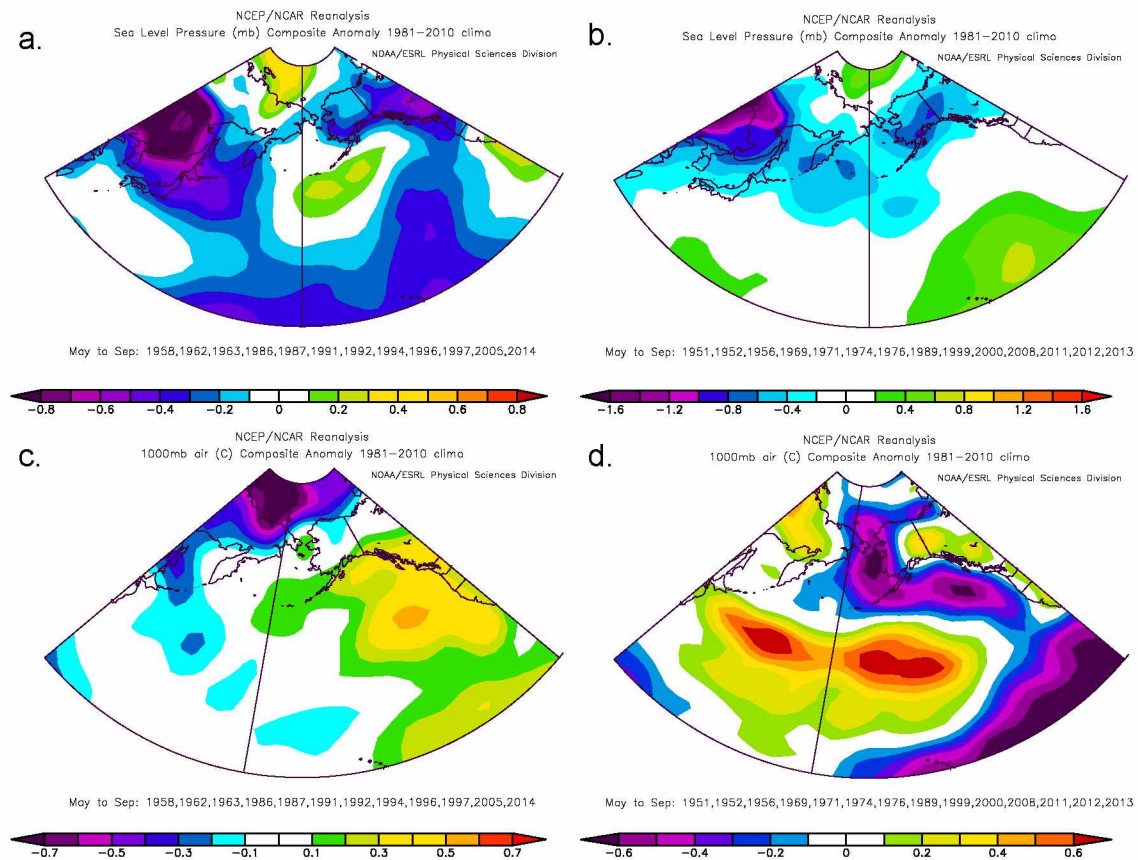 a.
NCEP/NCAR Reanalysis
Sea Level Pressure (mb) Composite Anomaly 1981-2010 climo
NOAA/ESRL Physical Sciences Division
May to Sep: 1958,1962,1963,1986,1987,1991,1992,1994,1996,1997,2005,2014
-0.8 -0.6 -0.4 -0.2 0 0.2 0.4 0.6 0.8
b.
NCEP/NCAR Reanalysis
Sea Level Pressure (mb) Composite Anomaly 1981-2010 climo
NOAA/ESRL Physical Sciences Division
May to Sep: 1951,1952,1956,1969,1971,1974,1976,1989,1999,2000,2008,2011,2012,2013
-1.6 -1.2 -0.8 -0.4 0 0.4 0.8 1.2 1.6
c.
NCEP/NCAR Reanalysis
1000mb air (C) Composite Anomaly 1981-2010 climo
NOAA/ESRL Physical Sciences Division
May to Sep: 1958,1962,1963,1986,1987,1991,1992,1994,1996,1997,2005,2014
-0.7 -0.5 -0.3 -0.1 0.1 0.3 0.5 0.7
d.
NCEP/NCAR Reanalysis
1000mb air (C) Composite Anomaly 1981-2010 climo
NOAA/ESRL Physical Sciences Division
May to Sep: 1951,1952,1956,1969,1971,1974,1976,1989,1999,2000,2008,2011,2012,2013
-0.6 -0.4 -0.2 0 0.2 0.4 0.6